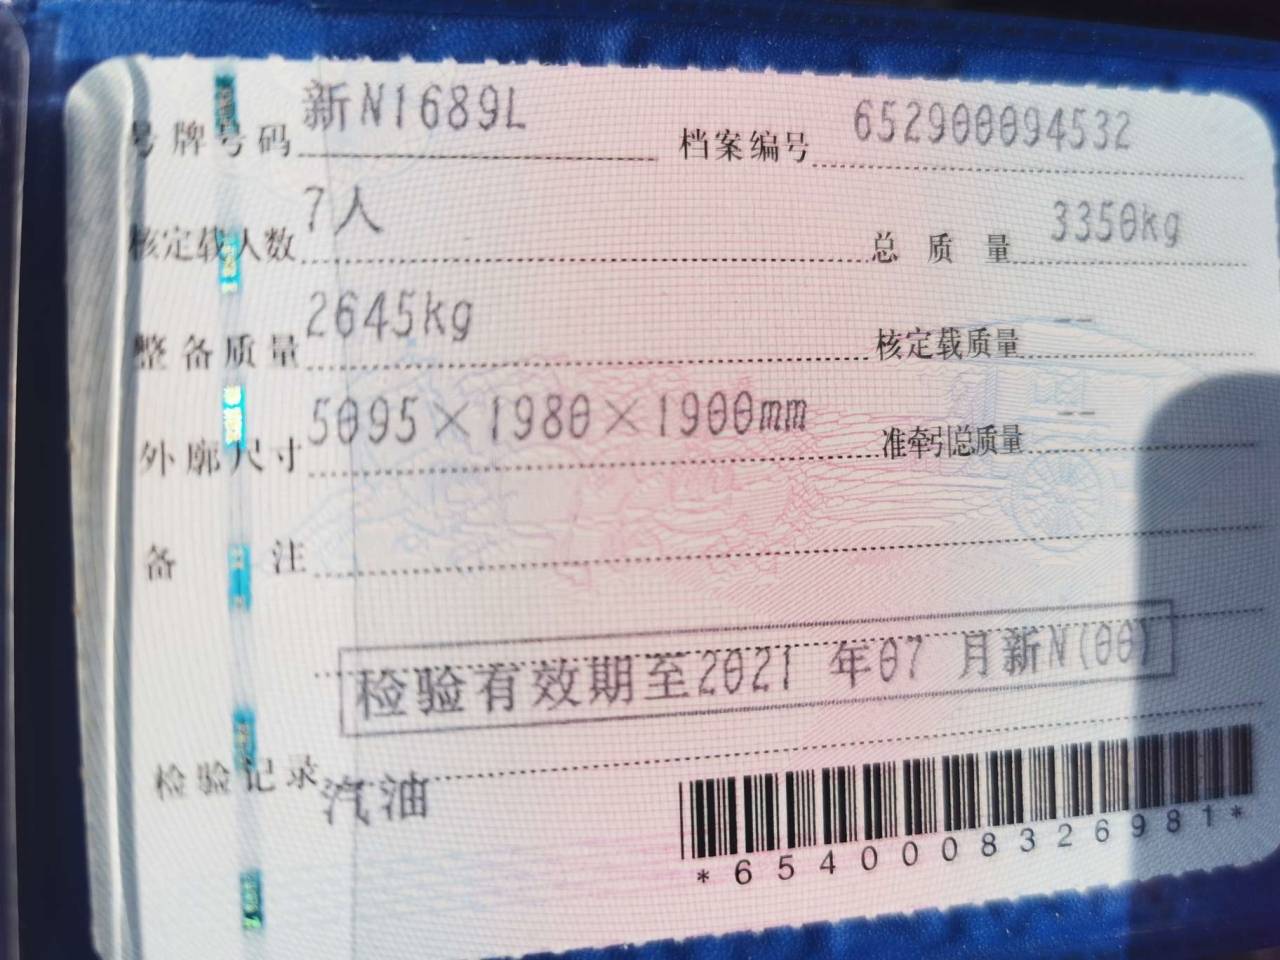 号牌号码 新N1689L 档案编号 652900094532
核定载人数 7人 总质量 3350kg
整备质量 2645kg 核定载质量 --
外廓尺寸 5095×1980×1900mm 准牵引总质量 --
备注
检验有效期至2021 年07 月新N(00)
检验记录 汽油
*6540008326981*